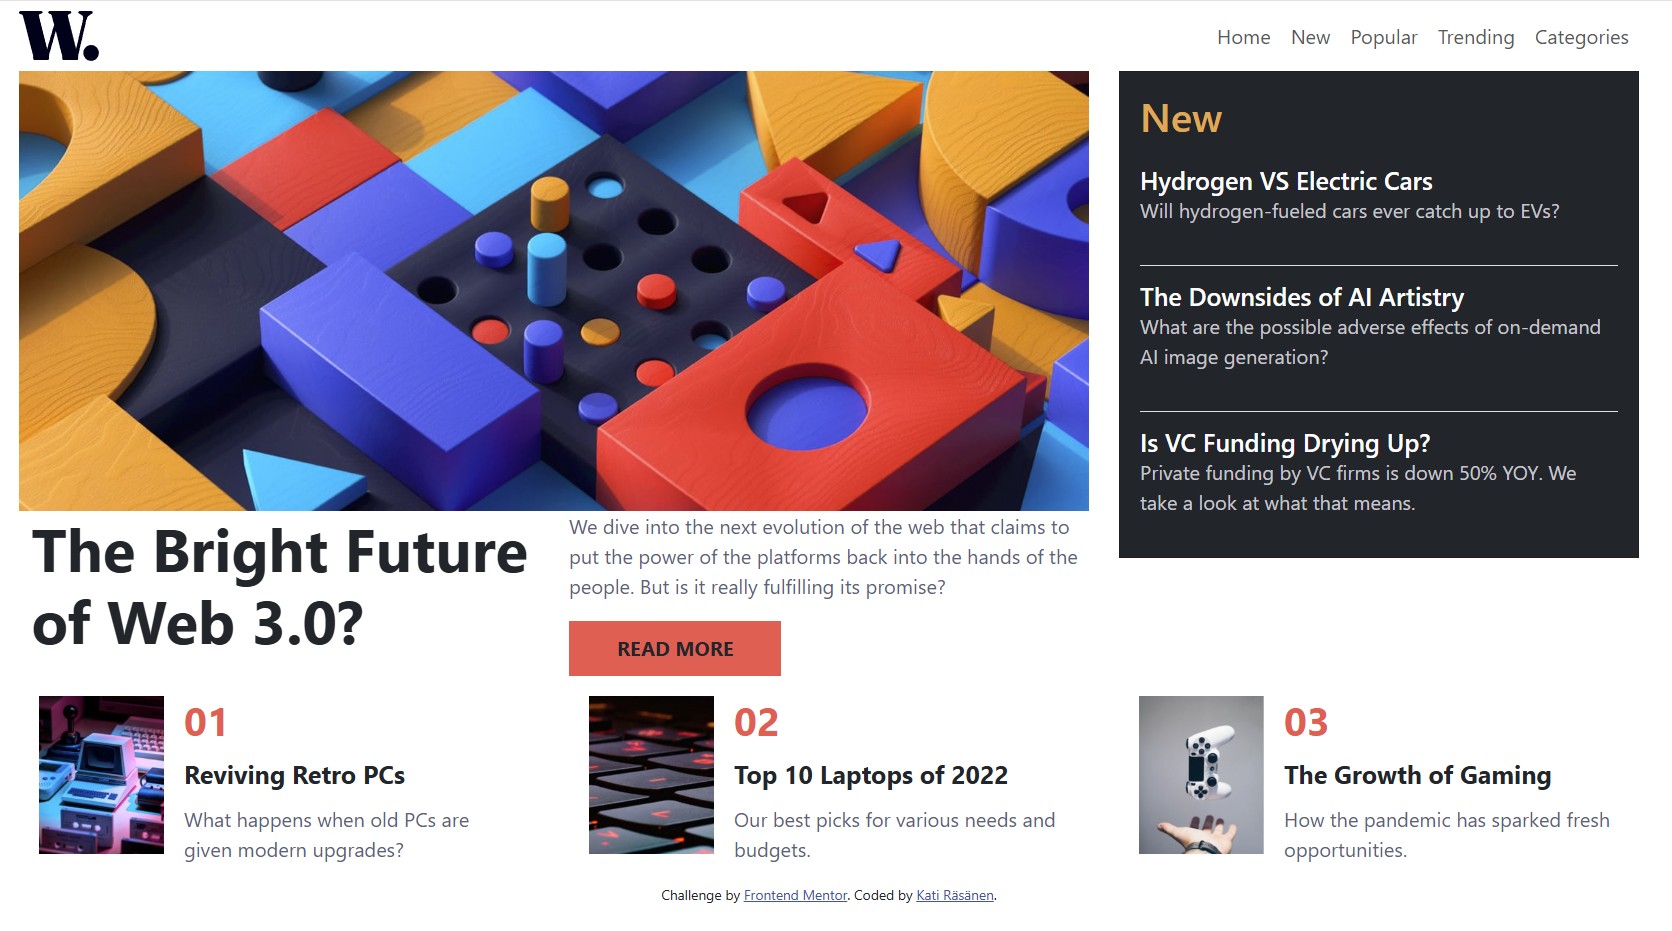 W.
Home New Popular Trending Categories
New
Hydrogen VS Electric Cars
Will hydrogen-fueled cars ever catch up to EVs?
The Downsides of AI Artistry
What are the possible adverse effects of on-demand
AI image generation?
Is VC Funding Drying Up?
Private funding by VC firms is down 50% YOY. We
take a look at what that means.
The Bright Future
of Web 3.0?
We dive into the next evolution of the web that claims to
put the power of the platforms back into the hands of the
people. But is it really fulfilling its promise?
READ MORE
01
Reviving Retro PCs
What happens when old PCs are
given modern upgrades?
02
Top 10 Laptops of 2022
Our best picks for various needs and
budgets.
03
The Growth of Gaming
How the pandemic has sparked fresh
opportunities.
Challenge by Frontend Mentor. Coded by Kati Räsänen.